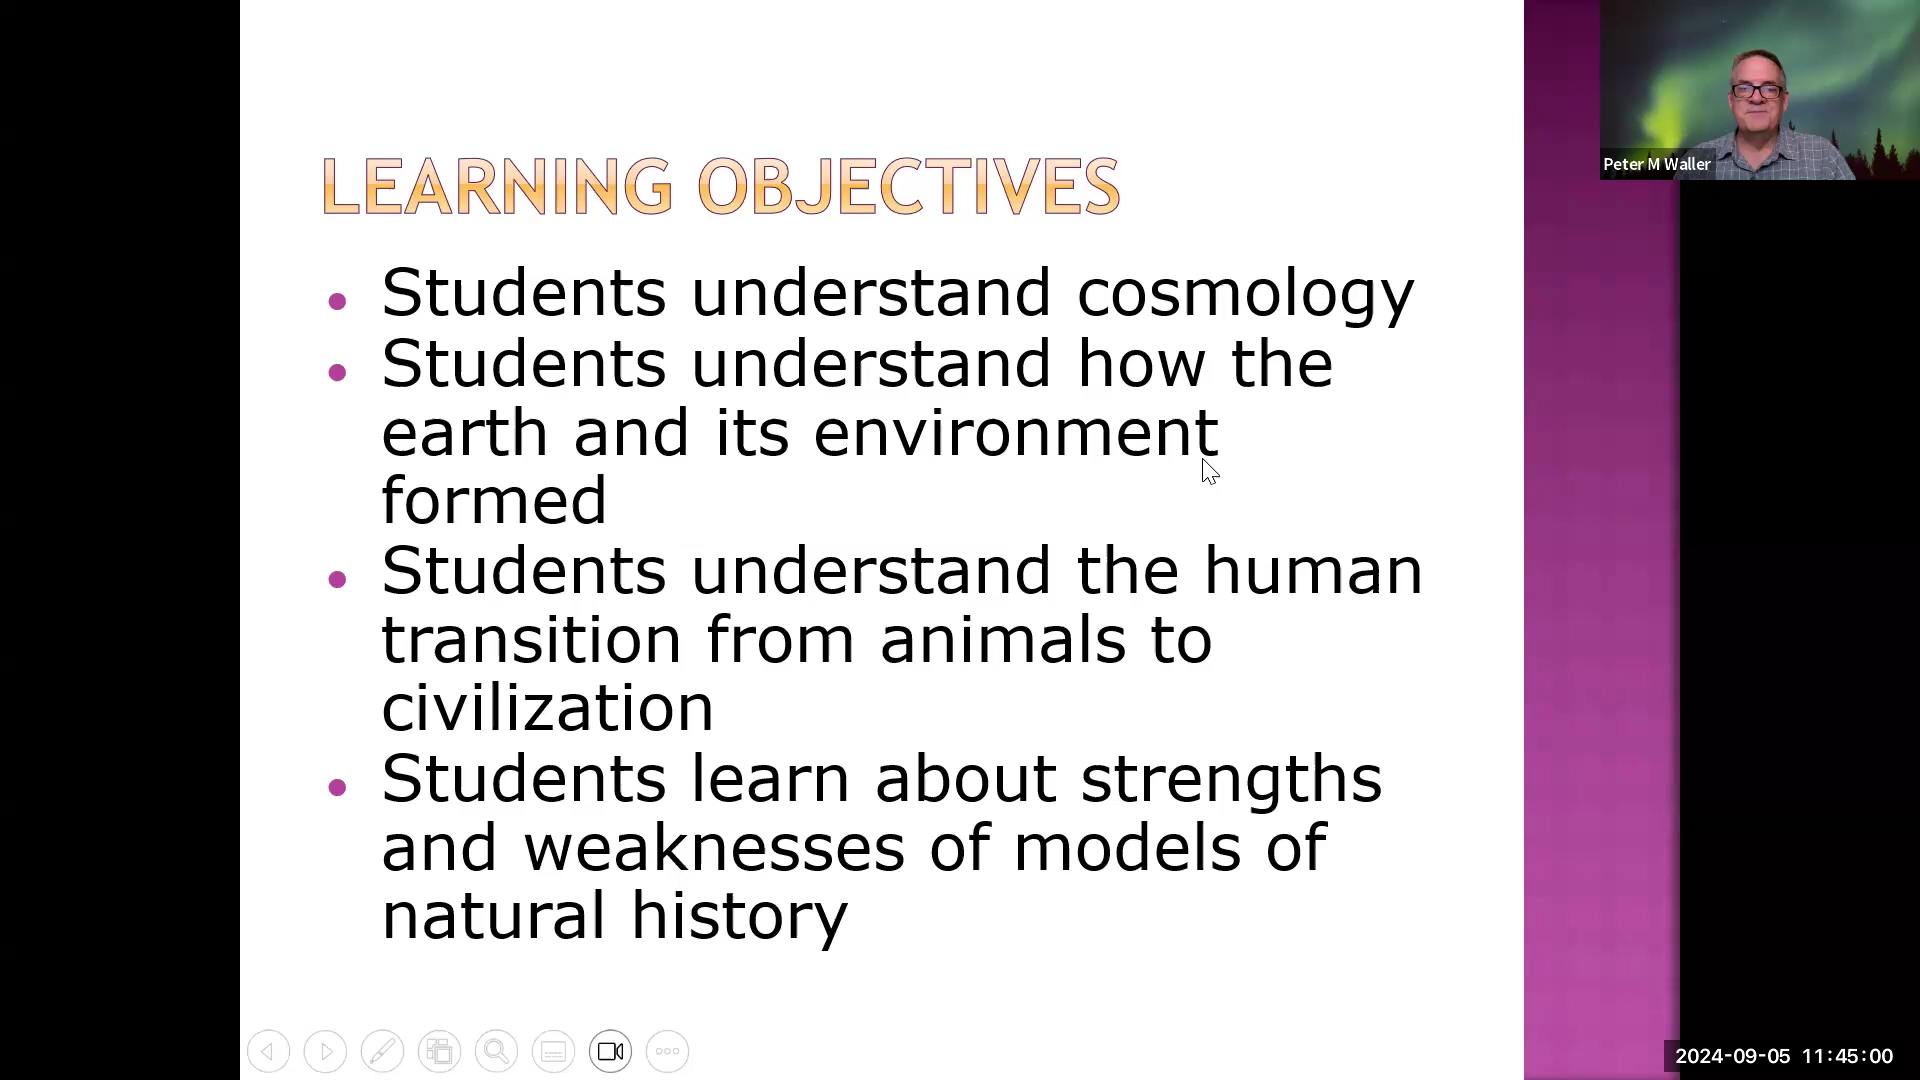 LEARNING OBJECTIVES
• Students understand cosmology
• Students understand how the
earth and its environment
formed
• Students understand the human
transition from animals to
civilization
• Students learn about strengths
and weaknesses of models of
natural history
Peter M Waller
2024-09-05 11:45:00